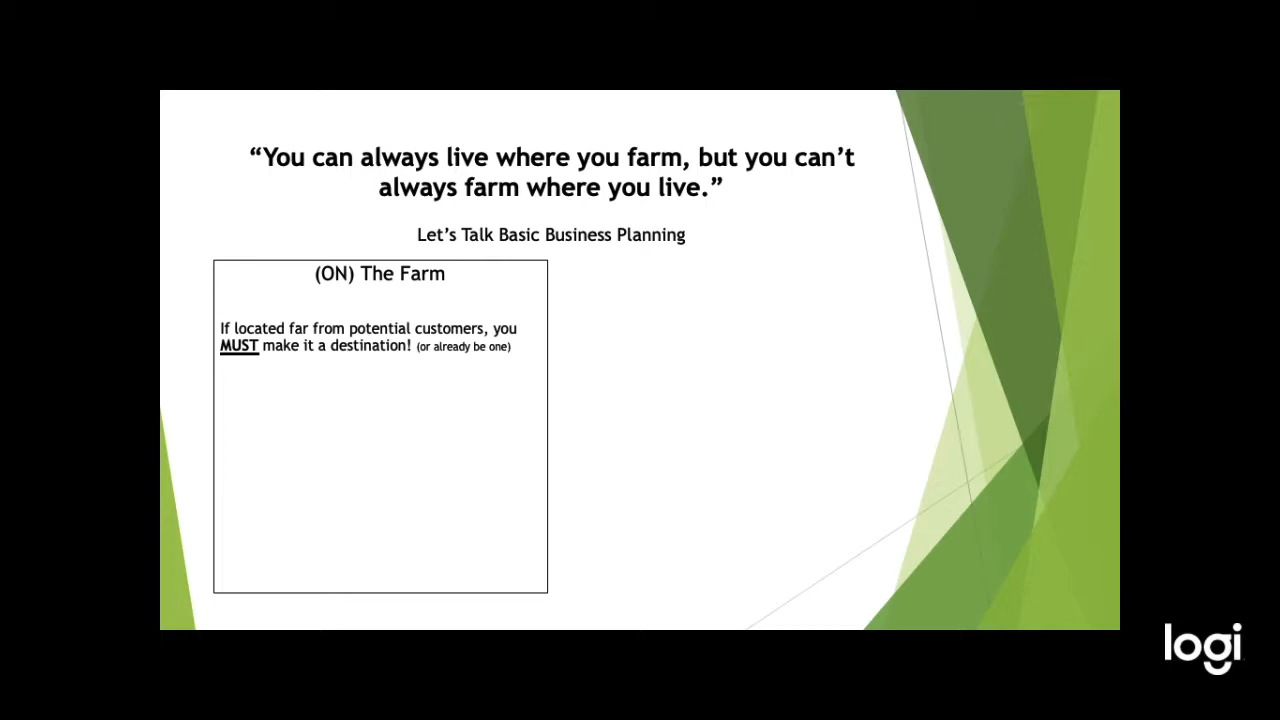 “You can always live where you farm, but you can’t
always farm where you live.”
Let’s Talk Basic Business Planning
(ON) The Farm
If located far from potential customers, you
MUST make it a destination! (or already be one)
logi